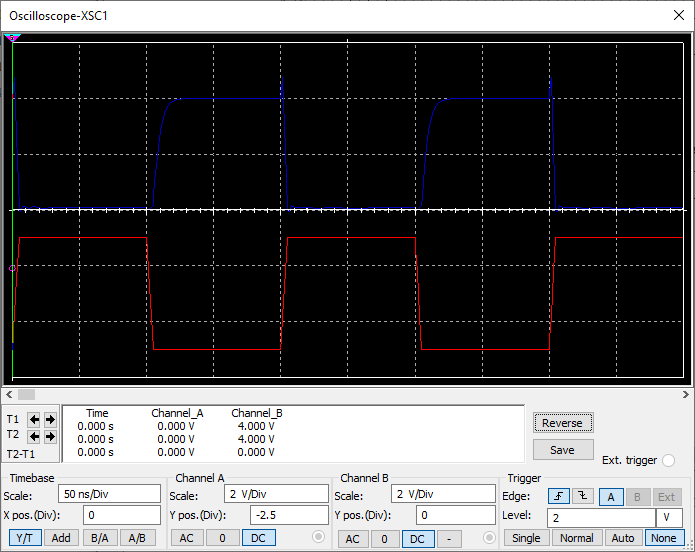 Oscilloscope-XSC1
Time Channel_A Channel_B
T1 0.000 s 0.000 V 4.000 V
T2 0.000 s 0.000 V 4.000 V
T2-T1 0.000 s 0.000 V 0.000 V
Reverse
Save
Ext. trigger
Timebase
Scale: 50 ns/Div
X pos.(Div): 0
Y/T Add B/A A/B
Channel A
Scale: 2 V/Div
Y pos.(Div): -2.5
AC 0 DC
Channel B
Scale: 2 V/Div
Y pos.(Div): 0
AC 0 DC -
Trigger
Edge: A B Ext
Level: 2 V
Single Normal Auto None